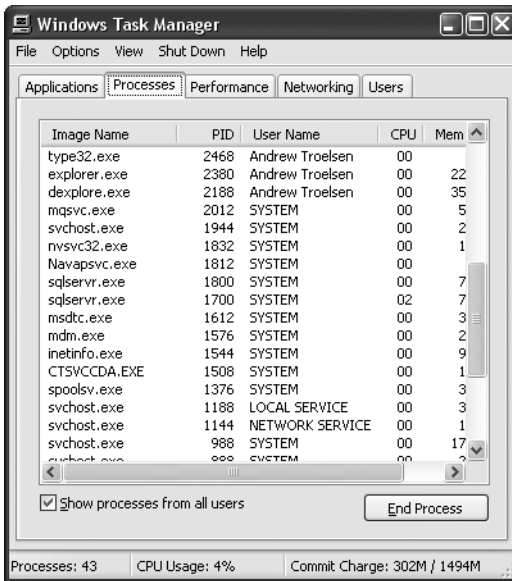 Windows Task Manager
File Options View Shut Down Help
Applications Processes Performance Networking Users
Image Name PID User Name CPU Mem
type32.exe 2468 Andrew Troelsen 00
explorer.exe 2380 Andrew Troelsen 00 22
dexplore.exe 2188 Andrew Troelsen 00 35
mqsvc.exe 2012 SYSTEM 00 5
svchost.exe 1944 SYSTEM 00 2
nvsvc32.exe 1832 SYSTEM 00 1
Navapsvc.exe 1812 SYSTEM 00
sqlservr.exe 1800 SYSTEM 00 7
sqlservr.exe 1700 SYSTEM 02 7
msdtc.exe 1612 SYSTEM 00 3
mdm.exe 1576 SYSTEM 00 2
inetinfo.exe 1544 SYSTEM 00 9
CTSVCCDA.EXE 1508 SYSTEM 00 1
spoolsv.exe 1376 SYSTEM 00 3
svchost.exe 1188 LOCAL SERVICE 00 3
svchost.exe 1144 NETWORK SERVICE 00 1
svchost.exe 988 SYSTEM 00 17
svchost.exe SYSTEM 00
Show processes from all users
End Process
Processes: 43 CPU Usage: 4% Commit Charge: 302M / 1494M